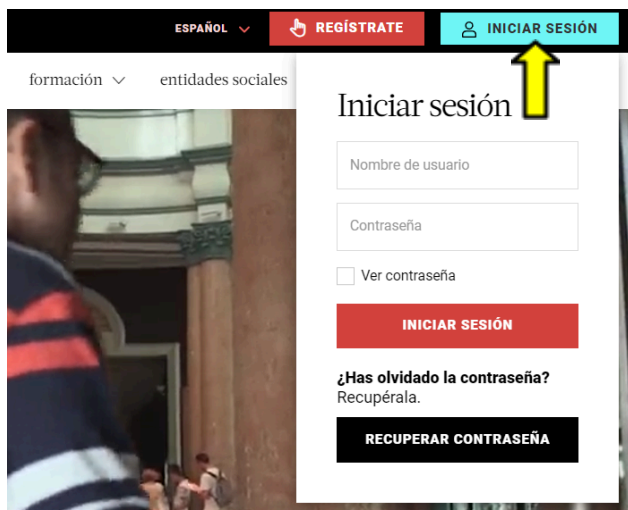 ESPAÑOL
REGÍSTRATE
INICIAR SESIÓN
formación
entidades sociales
Iniciar sesión
Nombre de usuario
Contraseña
Ver contraseña
INICIAR SESIÓN
¿Has olvidado la contraseña?
Recupérala.
RECUPERAR CONTRASEÑA